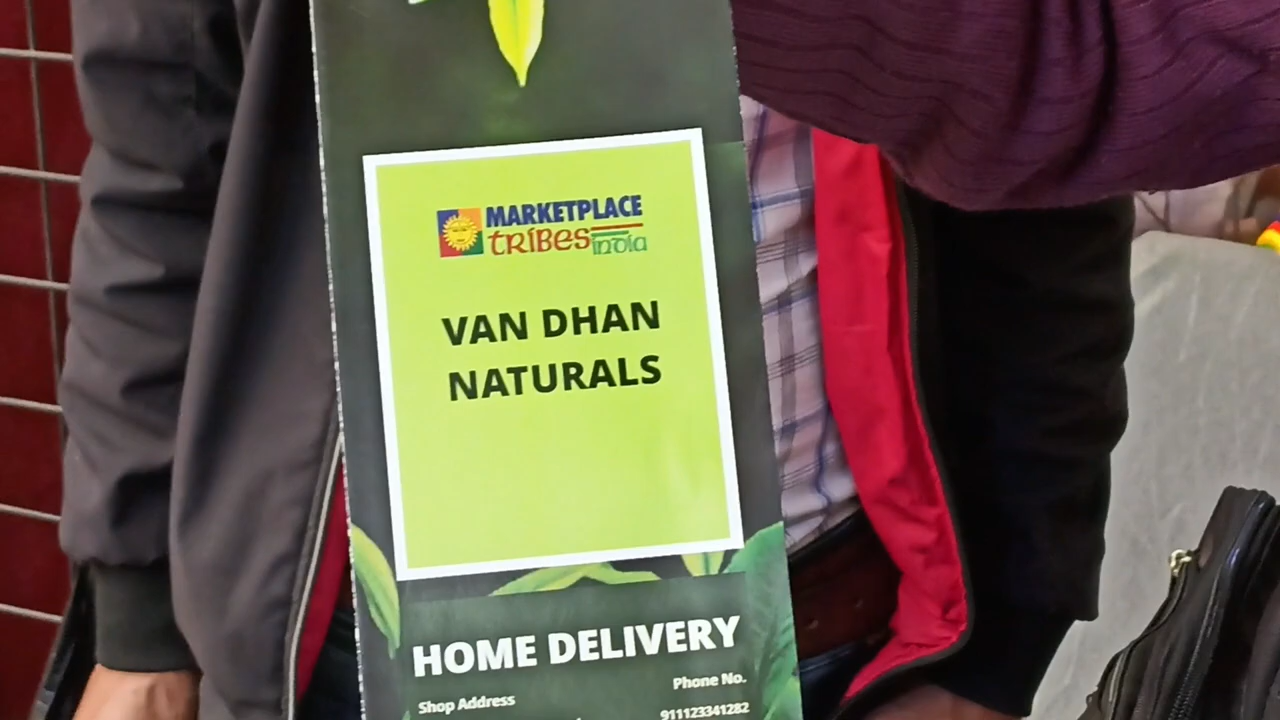 MARKETPLACE
TRIBES india
VAN DHAN
NATURALS
HOME DELIVERY
Phone No.
Shop Address
911123341282